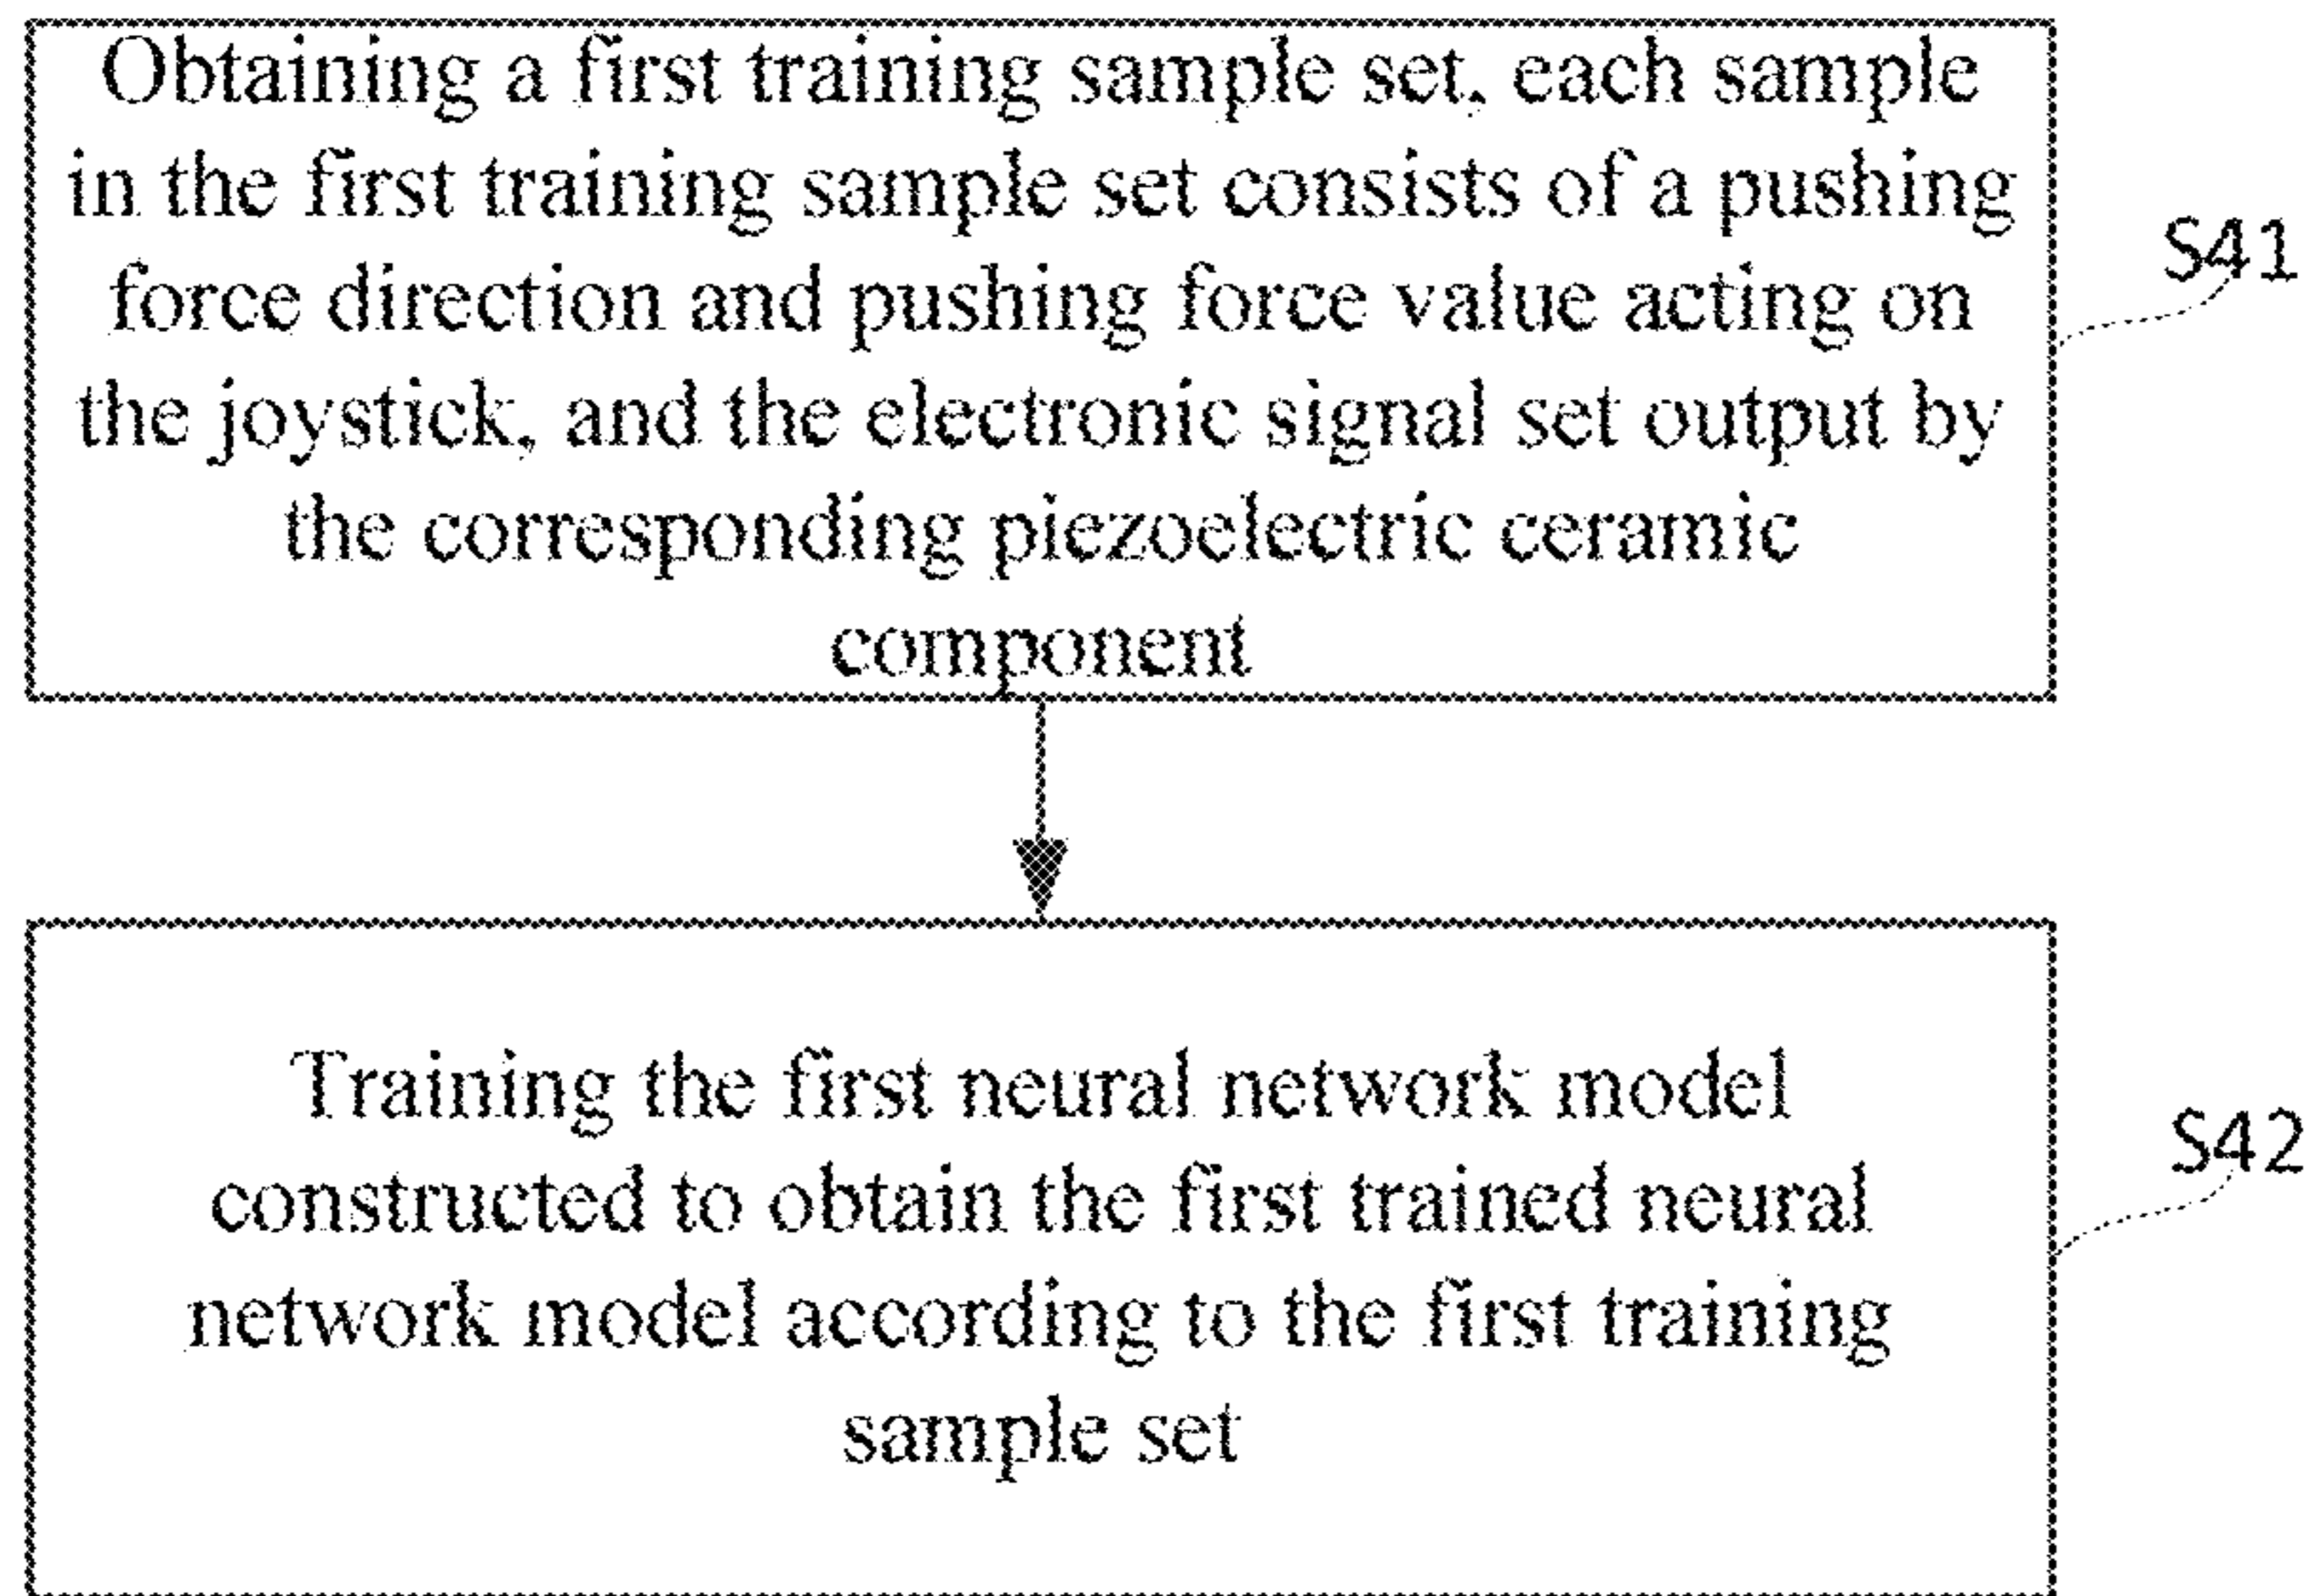 Obtaining a first training sample set, each sample
in the first training sample set consists of a pushing
force direction and pushing force value acting on
the joystick, and the electronic signal set output by
the corresponding piezoelectric ceramic
component
S41
Training the first neural network model
constructed to obtain the first trained neural
network model according to the first training
sample set
S42